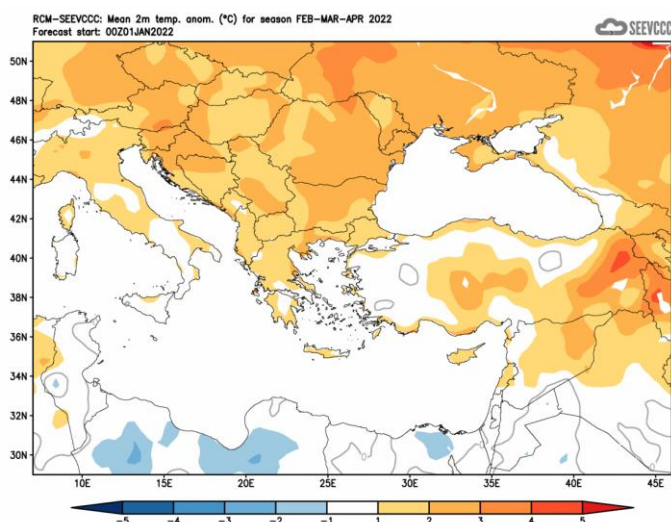 RCM-SEEVCCC: Mean 2m temp. anom. (°C) for season FEB-MAR-APR 2022
Forecast start: 00Z01JAN2022
SEEVCCC
50N
48N
46N
44N
42N
40N
38N
36N
34N
32N
30N
10E 15E 20E 25E 30E 35E 40E 45E
-5 -4 -3 -2 -1 1 2 3 4 5